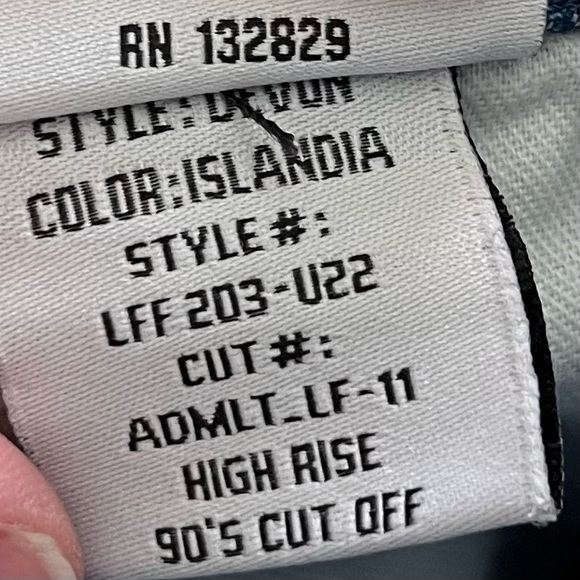 RN 132829
STYLE: DEVON
COLOR:ISLANDIA
STYLE #:
LFF 203-U22
CUT #:
ADMLT_LF-11
HIGH RISE
90'S CUT OFF